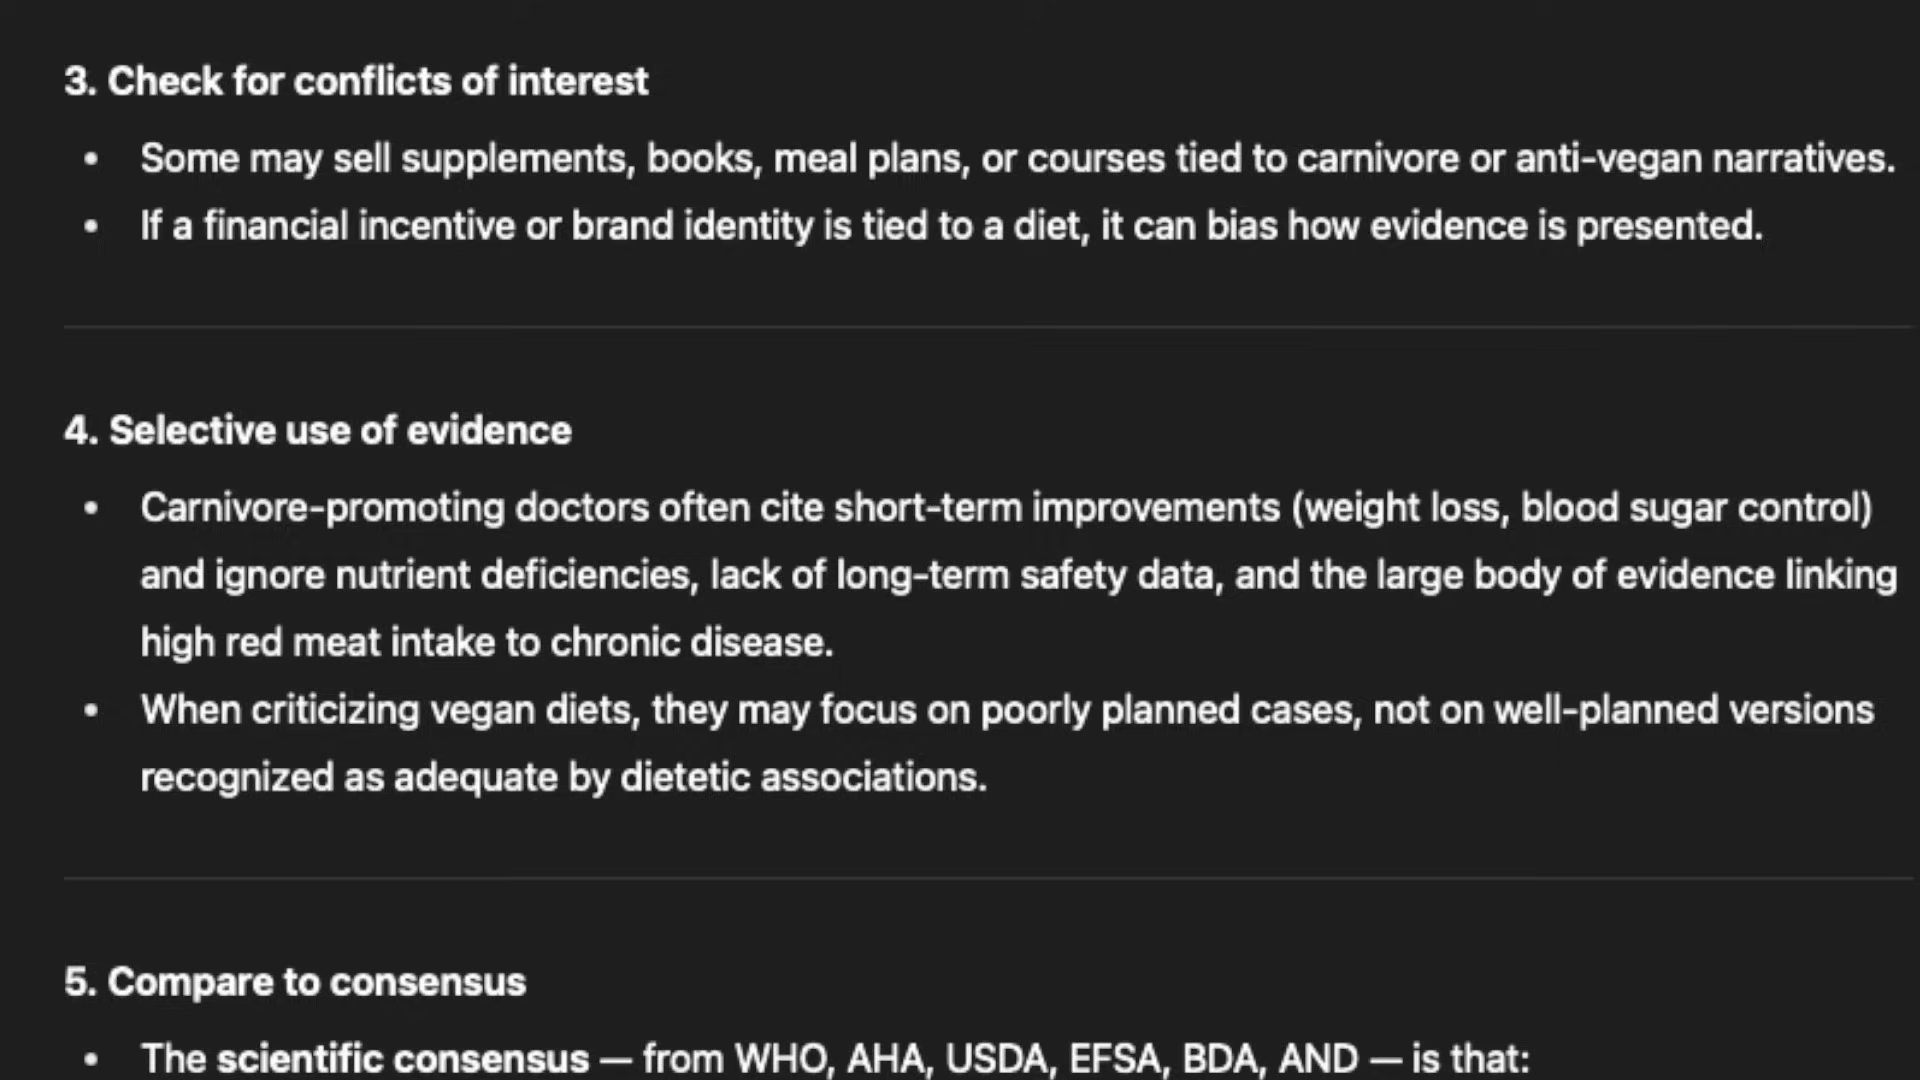 3. Check for conflicts of interest
• Some may sell supplements, books, meal plans, or courses tied to carnivore or anti-vegan narratives.
• If a financial incentive or brand identity is tied to a diet, it can bias how evidence is presented.
4. Selective use of evidence
• Carnivore-promoting doctors often cite short-term improvements (weight loss, blood sugar control)
and ignore nutrient deficiencies, lack of long-term safety data, and the large body of evidence linking
high red meat intake to chronic disease.
• When criticizing vegan diets, they may focus on poorly planned cases, not on well-planned versions
recognized as adequate by dietetic associations.
5. Compare to consensus
• The scientific consensus — from WHO, AHA, USDA, EFSA, BDA, AND — is that: